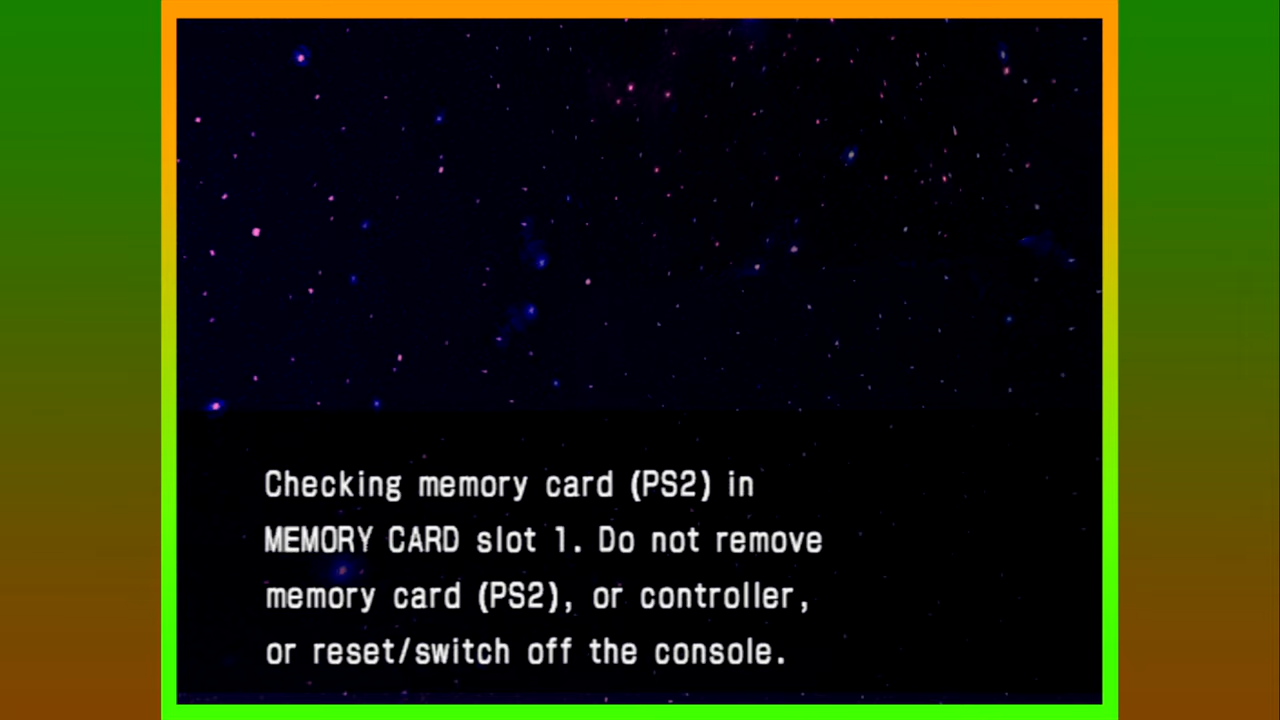 Checking memory card (PS2) in
MEMORY CARD slot 1. Do not remove
memory card (PS2), or controller,
or reset/switch off the console.